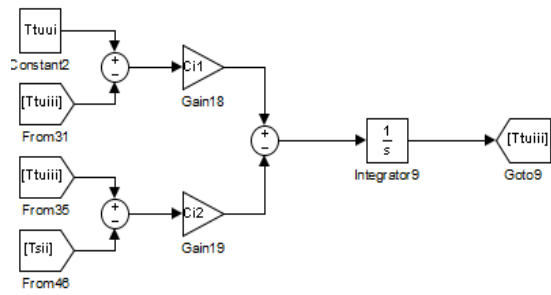 Ttuui
Constant2
[Ttuiii]
From31
Ci1
Gain18
[Ttuiii]
From35
[Tsii]
From46
Ci2
Gain19
+
−
+
−
+
−
1
s
Integrator9
[Ttuiii]
Goto9